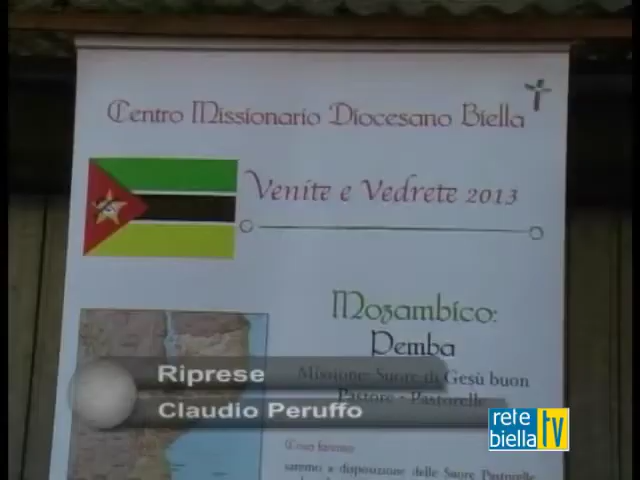 Centro Missionario Diocesano Biella
Venite e Vedrete 2013
Mozambico:
Pemba
Missione: Suore di Gesù buon
Pastore - Pastorelle
Riprese
Claudio Peruffo
rete
biella tv
Cosa faremo
saremo a disposizione delle Suore Pastorelle